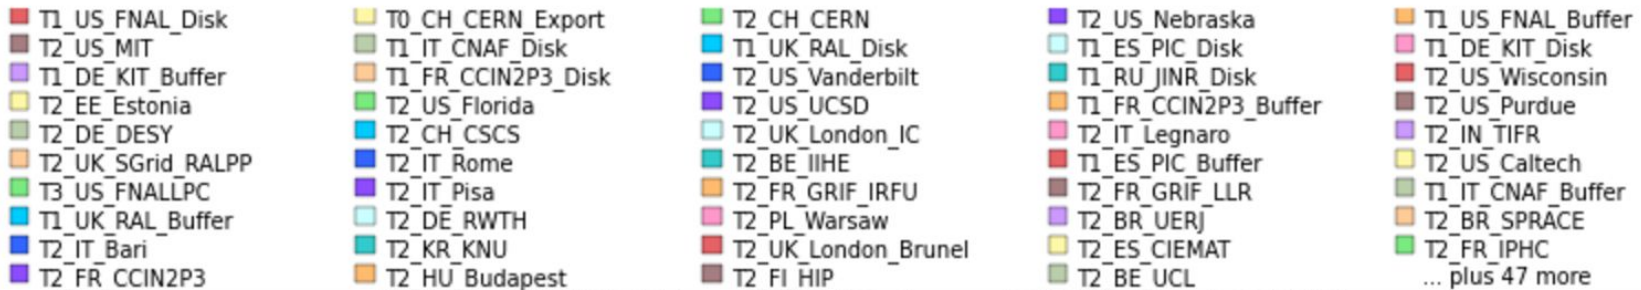 T1_US_FNAL_Disk T0_CH_CERN_Export T2_CH_CERN T2_US_Nebraska T1_US_FNAL_Buffer
T2_US_MIT T1_IT_CNAF_Disk T1_UK_RAL_Disk T1_ES_PIC_Disk T1_DE_KIT_Disk
T1_DE_KIT_Buffer T1_FR_CCIN2P3_Disk T2_US_Vanderbilt T1_RU_JINR_Disk T2_US_Wisconsin
T2_EE_Estonia T2_US_Florida T2_US_UCSD T1_FR_CCIN2P3_Buffer T2_US_Purdue
T2_DE_DESY T2_CH_CSCS T2_UK_London_IC T2_IT_Legnaro T2_IN_TIFR
T2_UK_SGrid_RALPP T2_IT_Rome T2_BE_IIHE T1_ES_PIC_Buffer T2_US_Caltech
T3_US_FNALLPC T2_IT_Pisa T2_FR_GRIF_IRFU T2_FR_GRIF_LLR T1_IT_CNAF_Buffer
T1_UK_RAL_Buffer T2_DE_RWTH T2_PL_Warsaw T2_BR_UERJ T2_BR_SPRACE
T2_IT_Bari T2_KR_KNU T2_UK_London_Brunel T2_ES_CIEMAT T2_FR_IPHC
T2_FR_CCIN2P3 T2_HU_Budapest T2_FI_HIP T2_BE_UCL ... plus 47 more